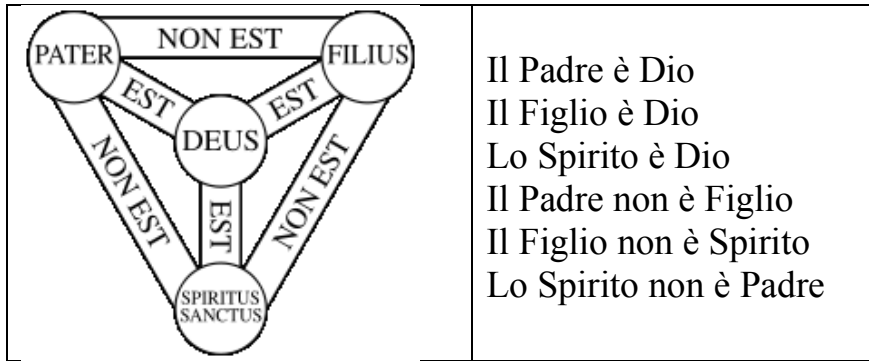 NON EST
PATER
FILIUS
EST
EST
DEUS
NON EST
EST
NON EST
SPIRITUS
SANCTUS
Il Padre è Dio
Il Figlio è Dio
Lo Spirito è Dio
Il Padre non è Figlio
Il Figlio non è Spirito
Lo Spirito non è Padre